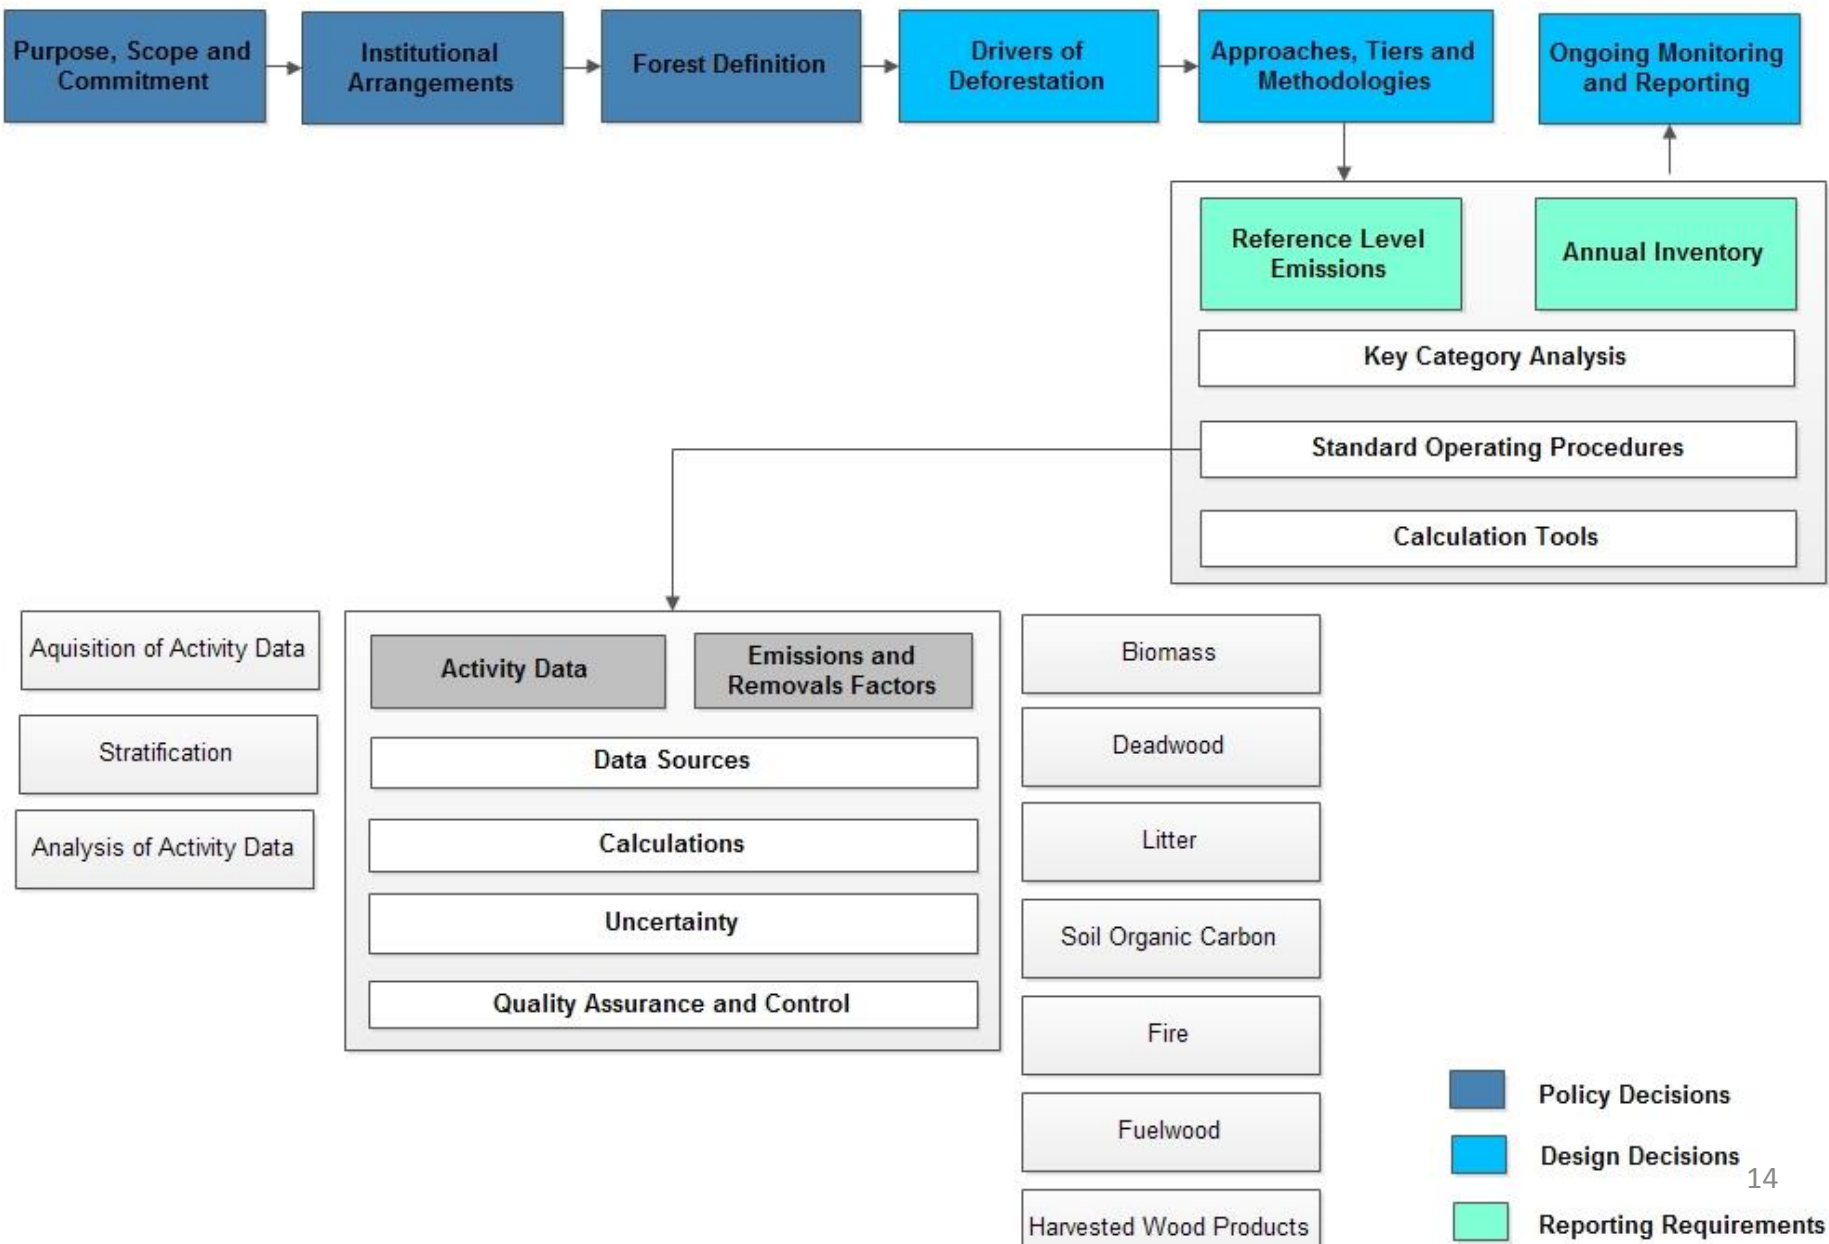 Purpose, Scope and
Commitment
Institutional
Arrangements
Forest Definition
Drivers of
Deforestation
Approaches, Tiers and
Methodologies
Ongoing Monitoring
and Reporting
Reference Level
Emissions
Annual Inventory
Key Category Analysis
Standard Operating Procedures
Calculation Tools
Aquisition of Activity Data
Stratification
Analysis of Activity Data
Activity Data
Emissions and
Removals Factors
Data Sources
Calculations
Uncertainty
Quality Assurance and Control
Biomass
Deadwood
Litter
Soil Organic Carbon
Fire
Fuelwood
Harvested Wood Products
Policy Decisions
Design Decisions
14
Reporting Requirements